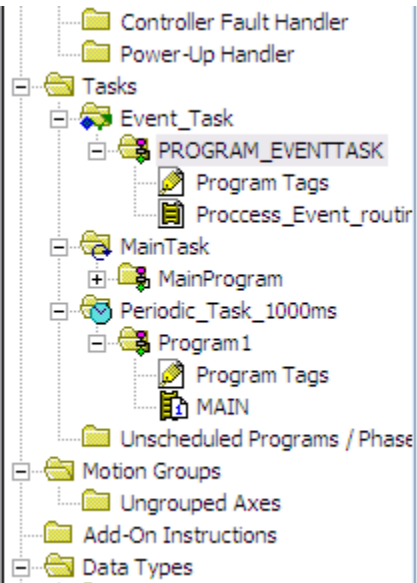 Controller Fault Handler
Power-Up Handler
Tasks
Event_Task
PROGRAM_EVENTTASK
Program Tags
Proccess_Event_routir
MainTask
MainProgram
Periodic_Task_1000ms
Program1
Program Tags
MAIN
Unscheduled Programs / Phase
Motion Groups
Ungrouped Axes
Add-On Instructions
Data Types